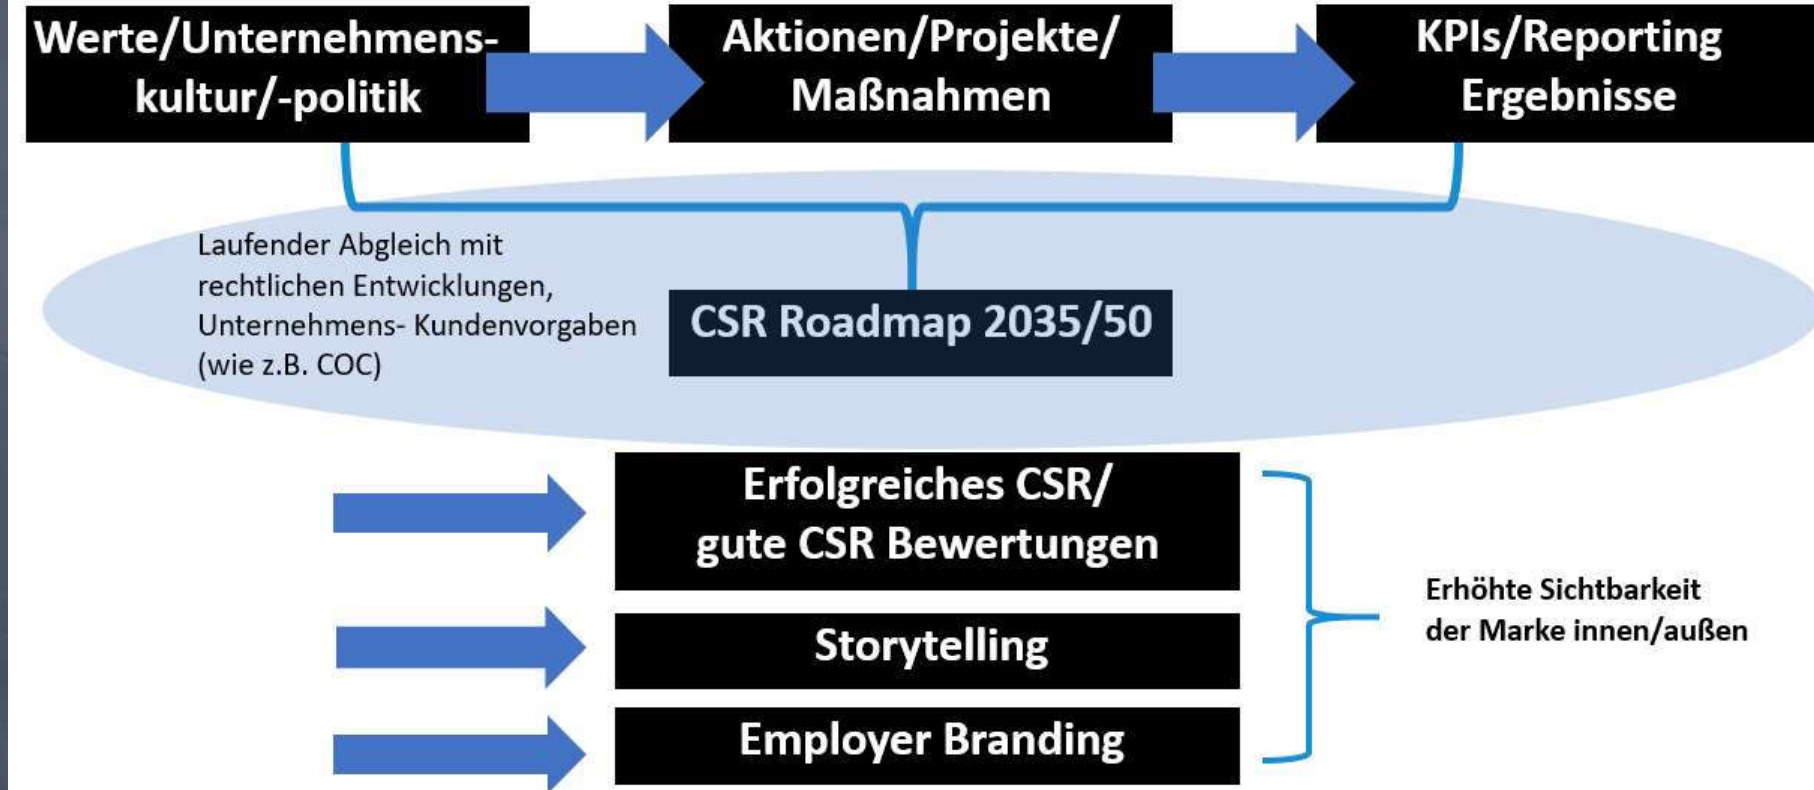 Werte/Unternehmens-
kultur/-politik
Aktionen/Projekte/
Maßnahmen
KPIs/Reporting
Ergebnisse
Laufender Abgleich mit
rechtlichen Entwicklungen,
Unternehmens- Kundenvorgaben
(wie z.B. COC)
CSR Roadmap 2035/50
Erfolgreiches CSR/
gute CSR Bewertungen
Storytelling
Employer Branding
Erhöhte Sichtbarkeit
der Marke innen/außen